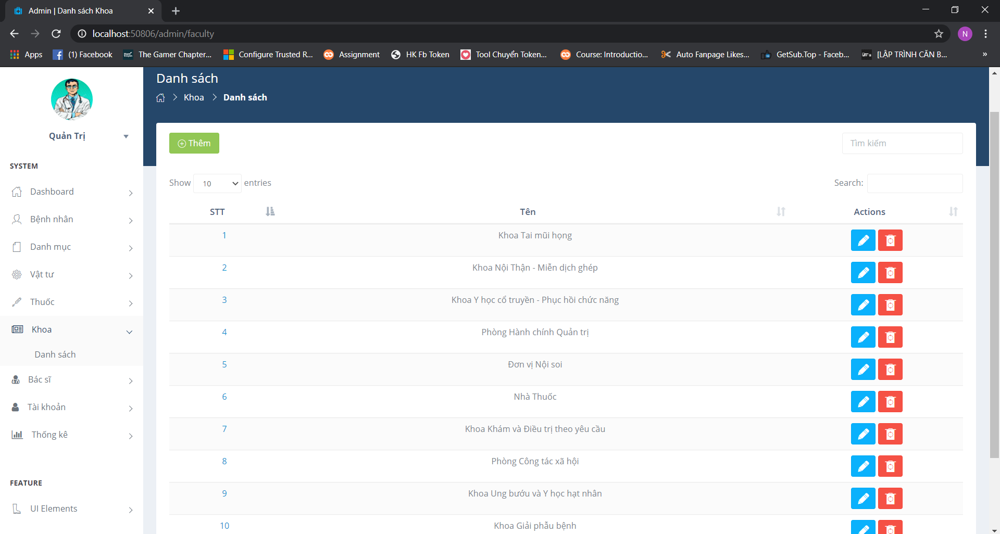 Admin | Danh sách Khoa
localhost:50806/admin/faculty
N
Apps
(1) Facebook
The Gamer Chapter...
Configure Trusted R...
Assignment
HK Fb Token
Tool Chuyển Token...
Course: Introductio...
Auto Fanpage Likes...
GetSub.Top - Faceb...
[LẬP TRÌNH CĂN B...
»
Quản Trị
SYSTEM
Dashboard
Bệnh nhân
Danh mục
Vật tư
Thuốc
Khoa
Danh sách
Bác sĩ
Tài khoản
Thống kê
FEATURE
UI Elements
Danh sách
Khoa > Danh sách
Thêm
Tìm kiếm
Show 10 entries
Search:
STT Tên Actions
1 Khoa Tai mũi họng
2 Khoa Nội Thận - Miễn dịch ghép
3 Khoa Y học cổ truyền - Phục hồi chức năng
4 Phòng Hành chính Quản trị
5 Đơn vị Nội soi
6 Nhà Thuốc
7 Khoa Khám và Điều trị theo yêu cầu
8 Phòng Công tác xã hội
9 Khoa Ung bướu và Y học hạt nhân
10 Khoa Giải phẫu bệnh